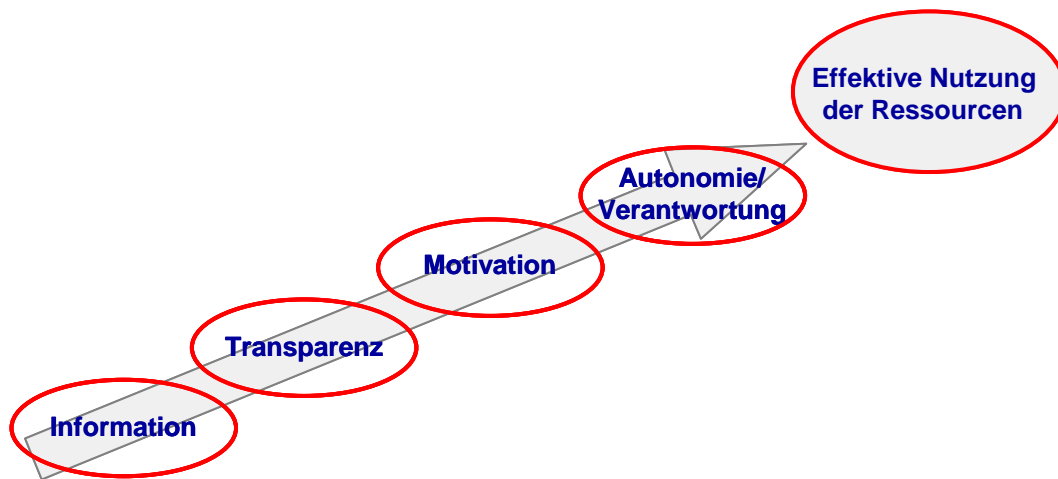 Effektive Nutzung
der Ressourcen
Autonomie/
Verantwortung
Motivation
Transparenz
Information